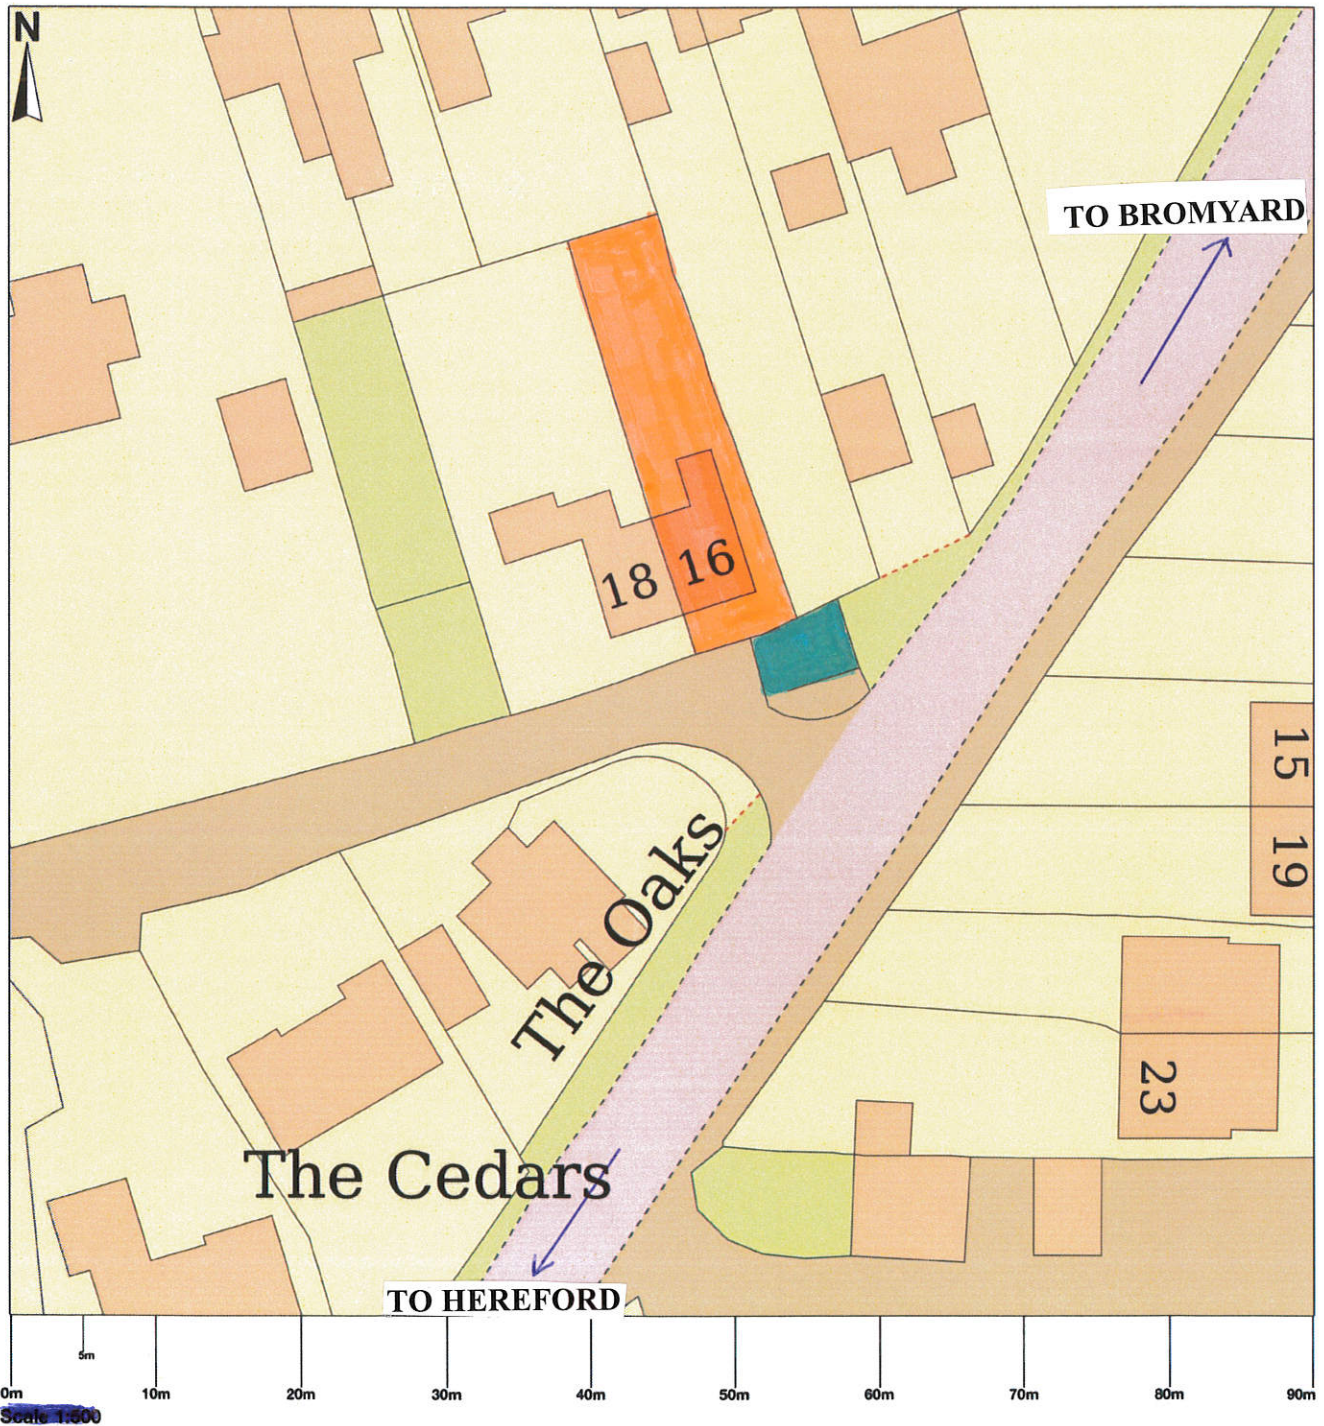 N
TO BROMYARD
18
16
15
19
The Oaks
23
The Cedars
TO HEREFORD
5m
0m 10m 20m 30m 40m 50m 60m 70m 80m 90m
Scale 1:500